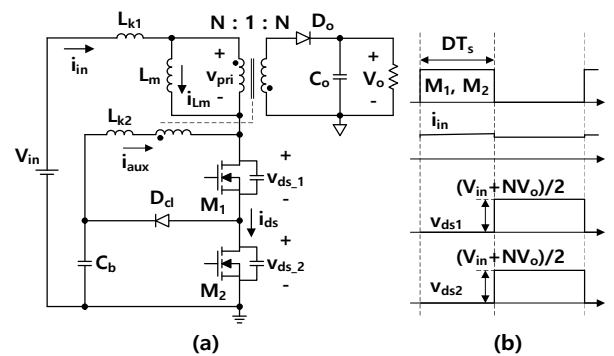 N : 1 : N
L_k1
D_o
i_in
L_m
+
v_pri
-
i_Lm
C_o
+
V_o
-
L_k2
i_aux
V_in
+
v_ds_1
-
M_1
D_cl
i_ds
C_b
+
v_ds_2
-
M_2
(a)
DT_s
M_1, M_2
i_in
(V_in+NV_o)/2
v_ds1
(V_in+NV_o)/2
v_ds2
(b)